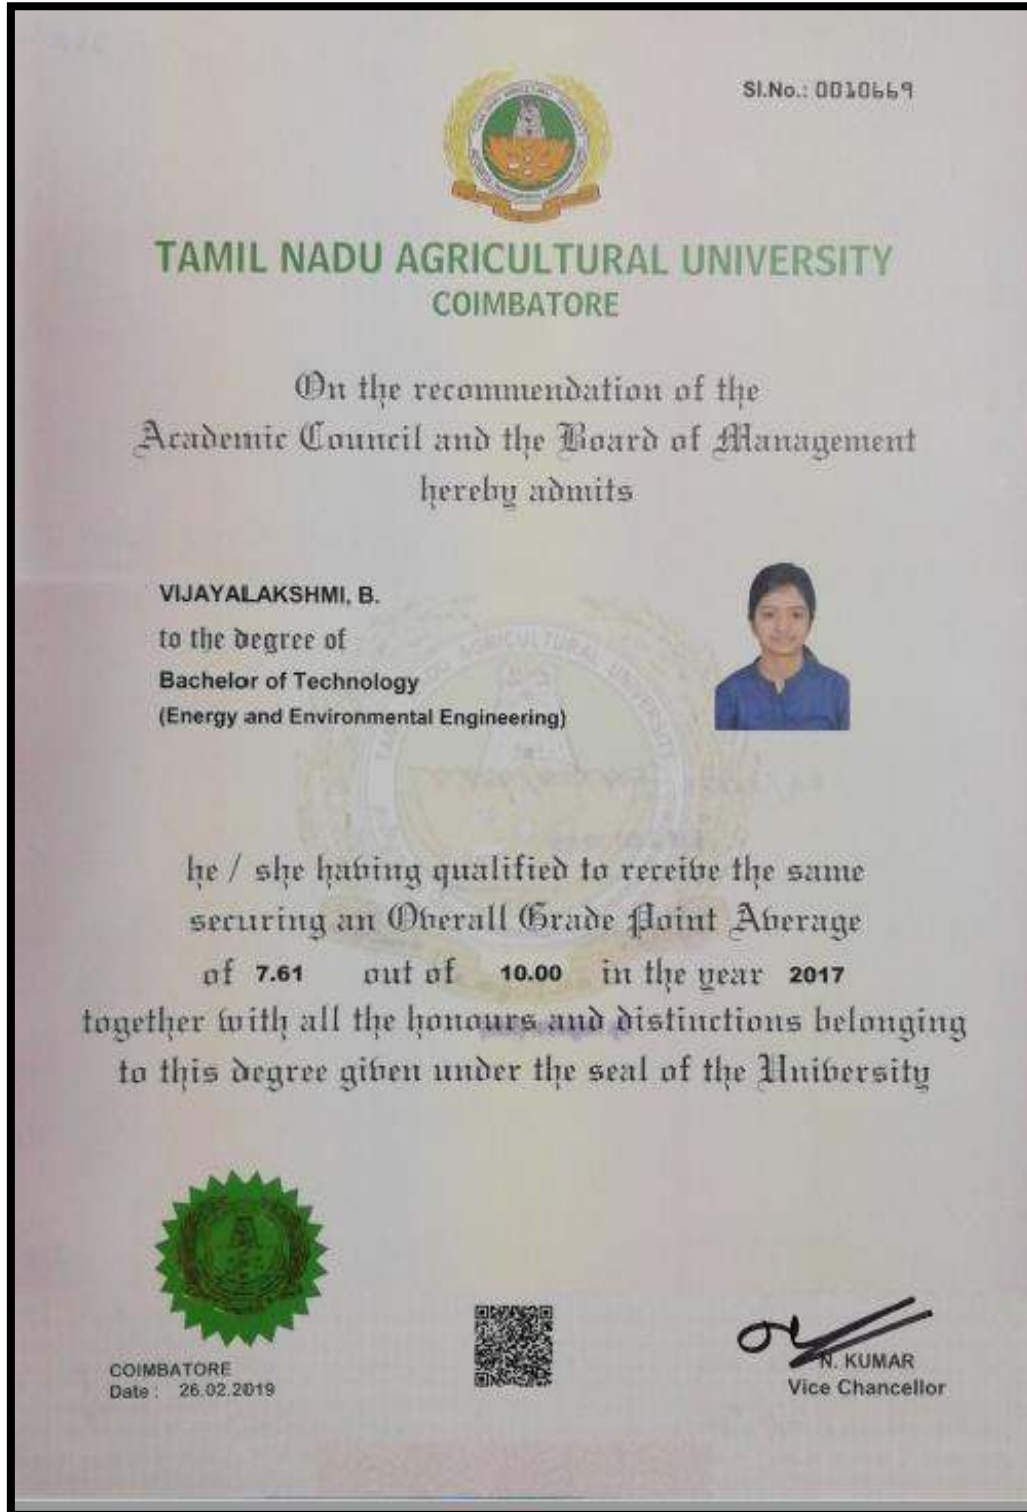 Sl.No.: 0010669
TAMIL NADU AGRICULTURAL UNIVERSITY
COIMBATORE
On the recommendation of the
Academic Council and the Board of Management
hereby admits
VIJAYALAKSHMI, B.
to the degree of
Bachelor of Technology
(Energy and Environmental Engineering)
he / she having qualified to receive the same
securing an Overall Grade Point Average
of 7.61 out of 10.00 in the year 2017
together with all the honours and distinctions belonging
to this degree given under the seal of the University
COIMBATORE
Date : 26.02.2019
N. KUMAR
Vice Chancellor